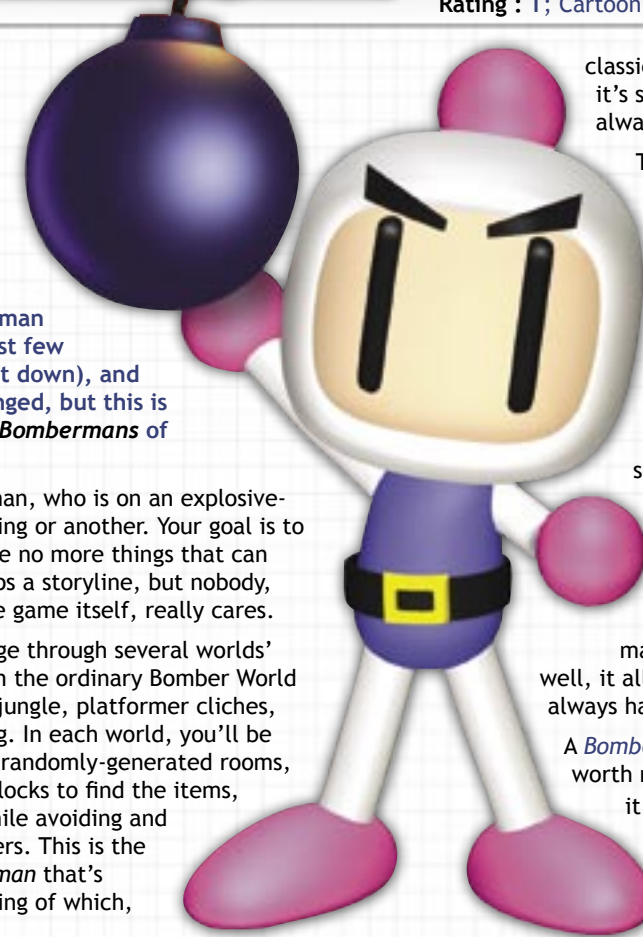 Rating : T; Cartoon
man
st few
t down), and
nged, but this is
Bombermans of
man, who is on an explosive-
ing or another. Your goal is to
e no more things that can
os a storyline, but nobody,
e game itself, really cares.
ge through several worlds’
n the ordinary Bomber World
jungle, platformer cliches,
g. In each world, you’ll be
randomly-generated rooms,
locks to find the items,
hile avoiding and
ers. This is the
man that’s
ing of which,
classic
it’s s
alwa
T
s
ma
well, it al
always ha
A Bombe
worth r
it